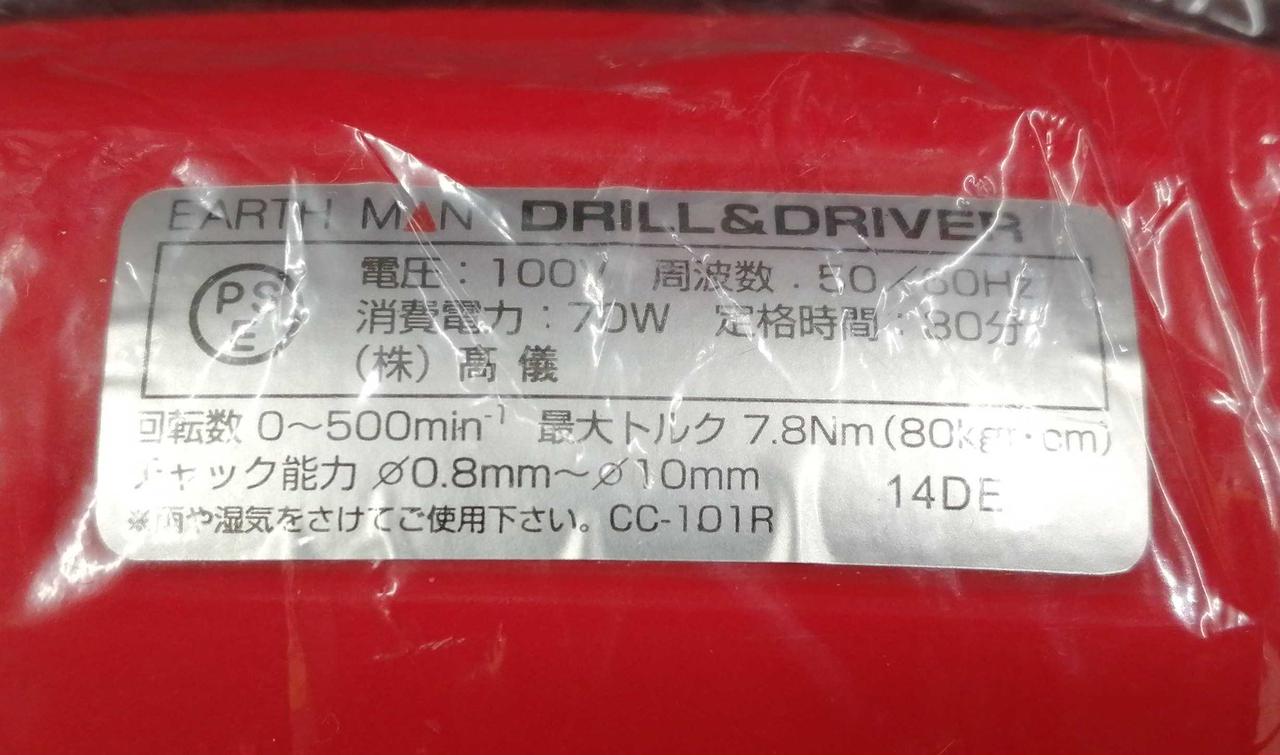 EARTH MAN DRILL&DRIVER
PS
E
電圧：100V 周波数：50／60Hz
消費電力：70W 定格時間：30分
（株）髙儀
回転数 0～500min⁻¹ 最大トルク 7.8Nm（80kgf・cm）
チャック能力 ø0.8mm～ø10mm
14DE
※雨や湿気をさけてご使用下さい。CC-101R